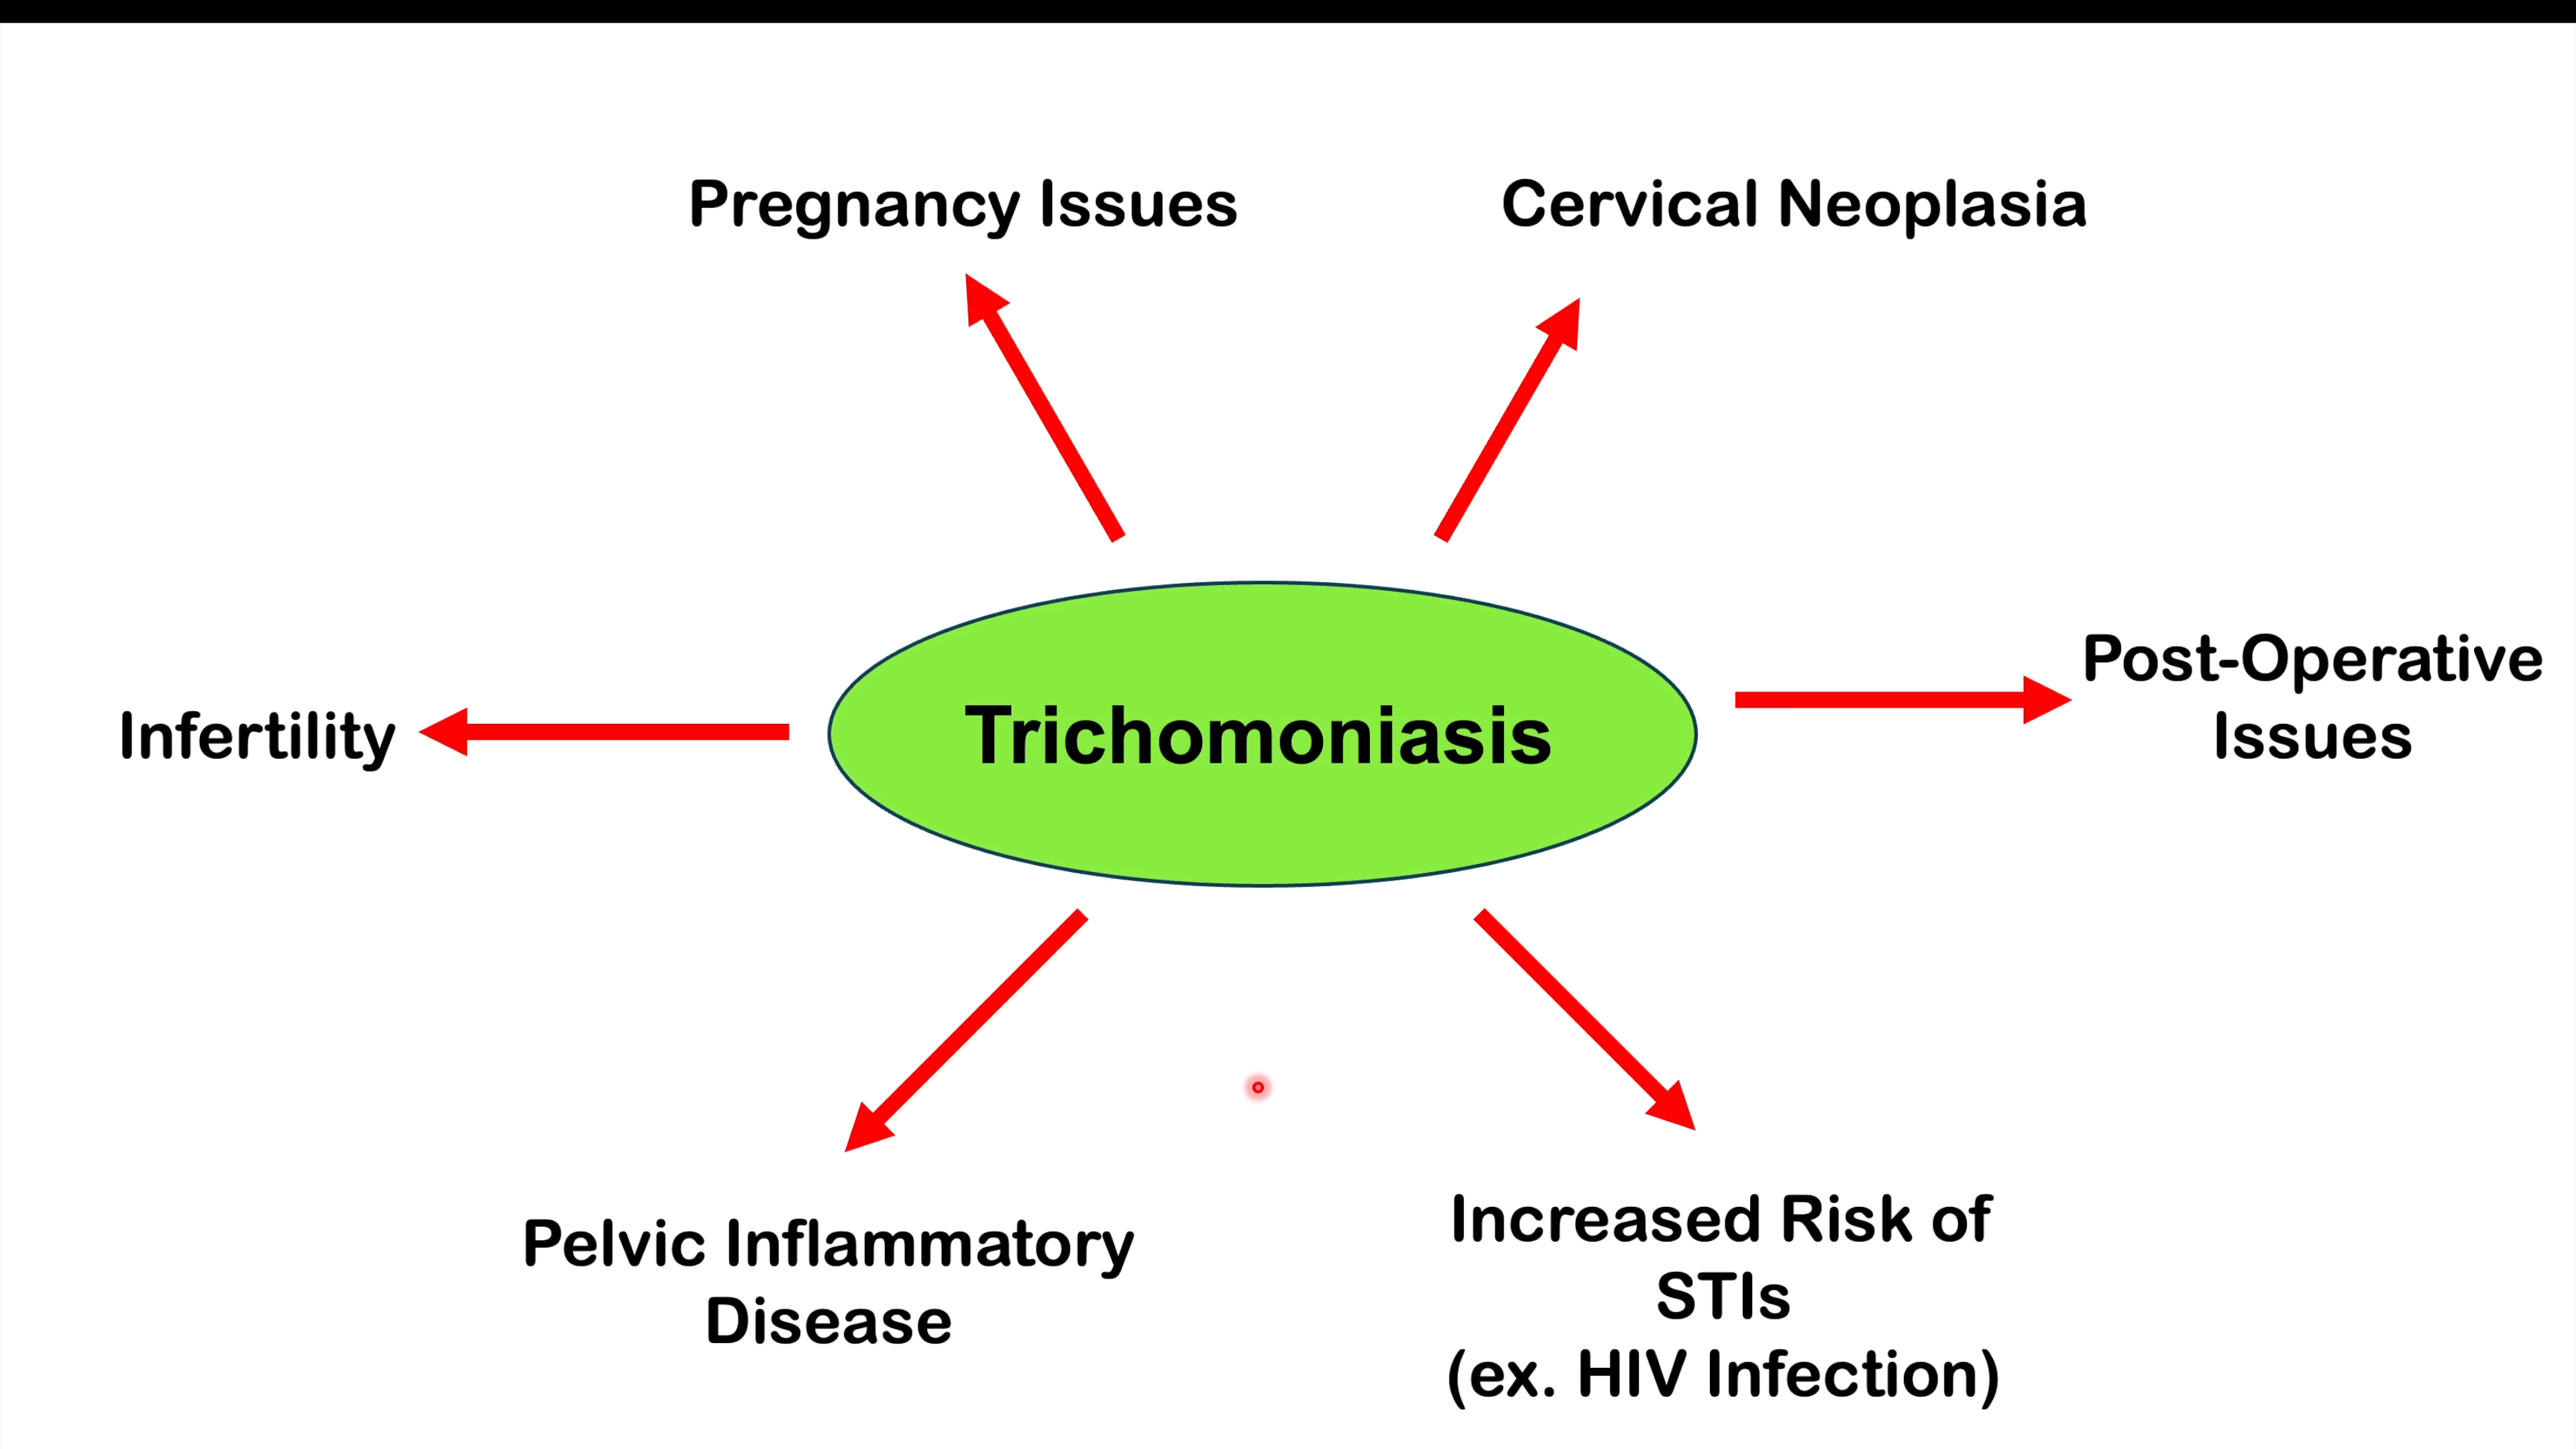 Pregnancy Issues
Cervical Neoplasia
Infertility
Trichomoniasis
Post-Operative
Issues
Pelvic Inflammatory
Disease
Increased Risk of
STIs
(ex. HIV Infection)